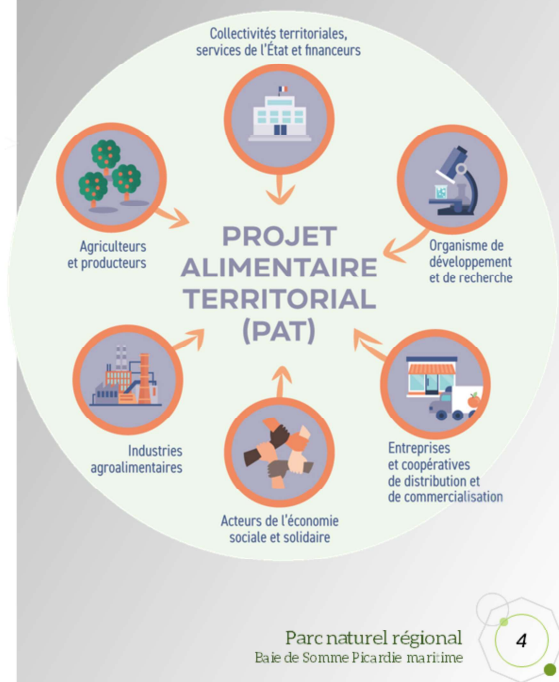 Collectivités territoriales,
services de l'État et financeurs
Agriculteurs
et producteurs
PROJET
ALIMENTAIRE
TERRITORIAL
(PAT)
Organisme de
développement
et de recherche
Industries
agroalimentaires
Entreprises
et coopératives
de distribution et
de commercialisation
Acteurs de l'économie
sociale et solidaire
Parc naturel régional
Baie de Somme Picardie maritime
4